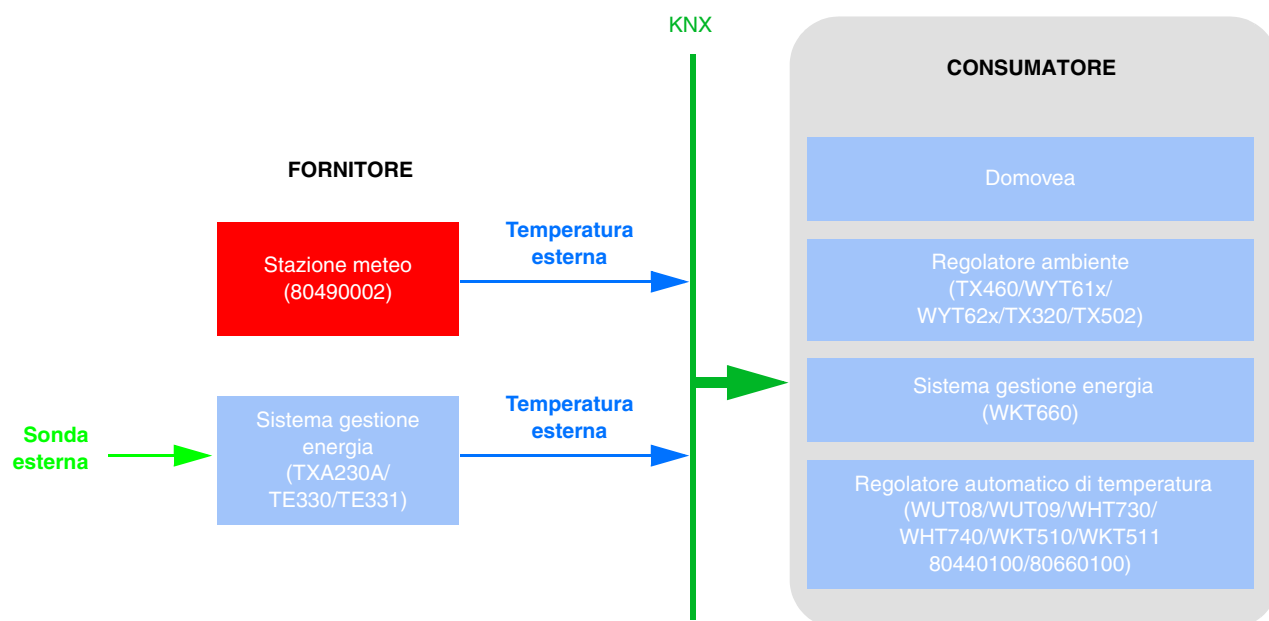 KNX
CONSUMATORE
FORNITORE
Domovea
Stazione meteo
(80490002)
Temperatura
esterna
Regolatore ambiente
(TX460/WYT61x/
WYT62x/TX320/TX502)
Sistema gestione energia
(WKT660)
Sonda
esterna
Sistema gestione
energia
(TXA230A/
TE330/TE331)
Temperatura
esterna
Regolatore automatico di temperatura
(WUT08/WUT09/WHT730/
WHT740/WKT510/WKT511
80440100/80660100)